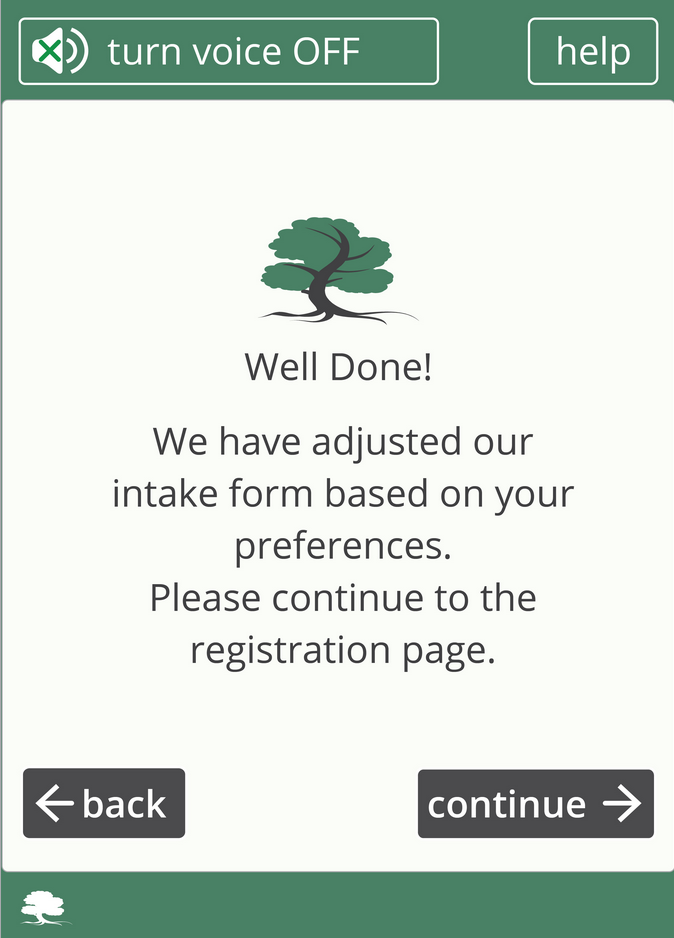 turn voice OFF
help
Well Done!
We have adjusted our
intake form based on your
preferences.
Please continue to the
registration page.
back
continue